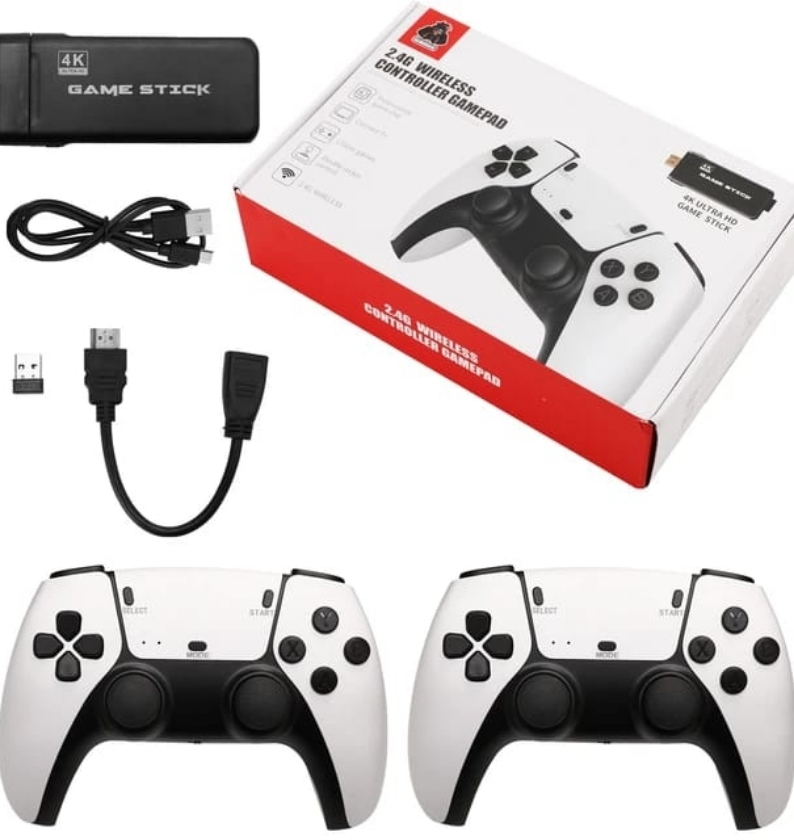 4K
ULTRA HD
GAME STICK
2.4G WIRELESS
CONTROLLER GAMEPAD
2.4G WIRELESS
4K
GAME STICK
4K ULTRA HD
GAME STICK
X
Y
A
B
2.4G WIRELESS
CONTROLLER GAMEPAD
SELECT
START
MODE
Y
X
A
SELECT
START
MODE
Y
X
A